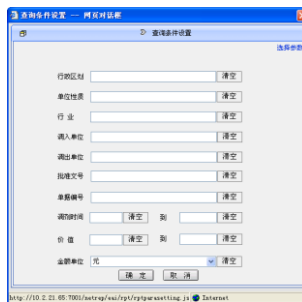 查询条件设置 -- 网页对话框
查询条件设置
选择参数
行政区划 清空
单位性质 清空
行 业 清空
调入单位 清空
调出单位 清空
批准文号 清空
单据编号 清空
调拨时间 清空 到 清空
价 值 清空 到 清空
金额单位 元 清空
确 定 取 消
http://10.2.21.65:7001/netrep/eai/rpt/rptparasetting.js Internet